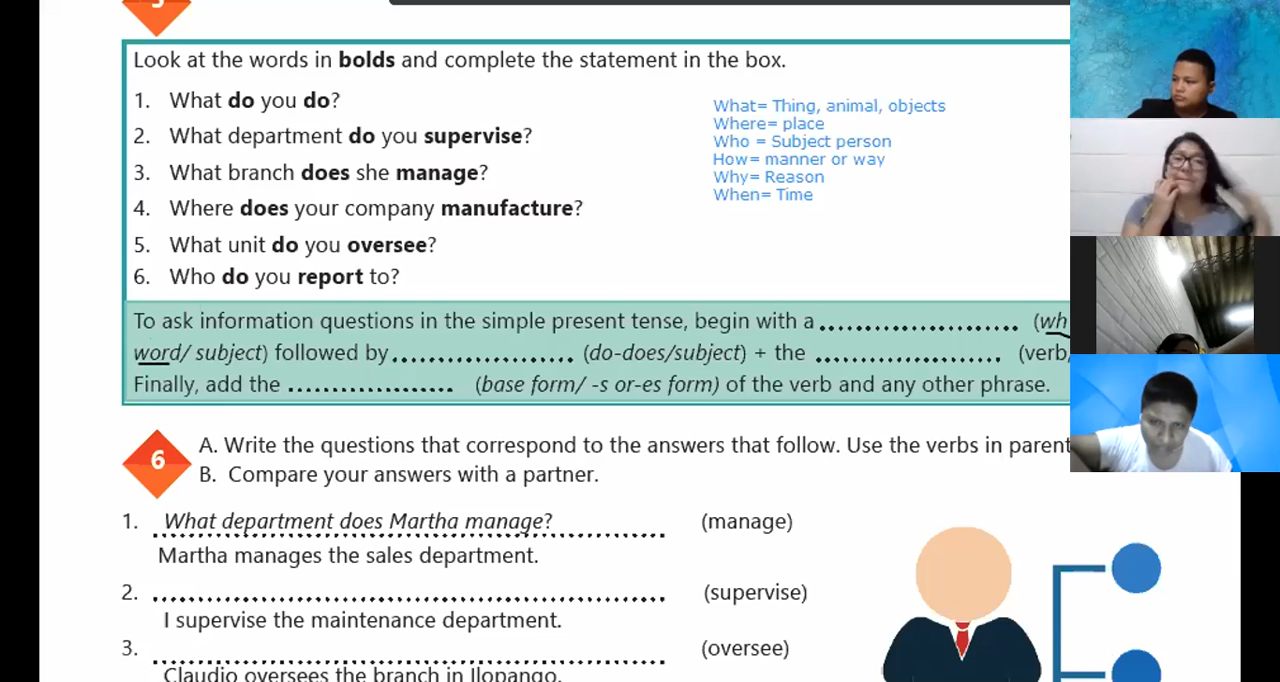 5
Look at the words in bolds and complete the statement in the box.
1. What do you do?
2. What department do you supervise?
3. What branch does she manage?
4. Where does your company manufacture?
5. What unit do you oversee?
6. Who do you report to?
What= Thing, animal, objects
Where= place
Who = Subject person
How= manner or way
Why= Reason
When= Time
To ask information questions in the simple present tense, begin with a ........................ (wh
word/ subject) followed by ...................... (do-does/subject) + the ...................... (verb/
Finally, add the .................... (base form/ -s or-es form) of the verb and any other phrase.
6
A. Write the questions that correspond to the answers that follow. Use the verbs in parent
B. Compare your answers with a partner.
1. What department does Martha manage? (manage)
Martha manages the sales department.
2. ............................................................ (supervise)
I supervise the maintenance department.
3. ............................................................ (oversee)
Claudio oversees the branch in Ilopango.